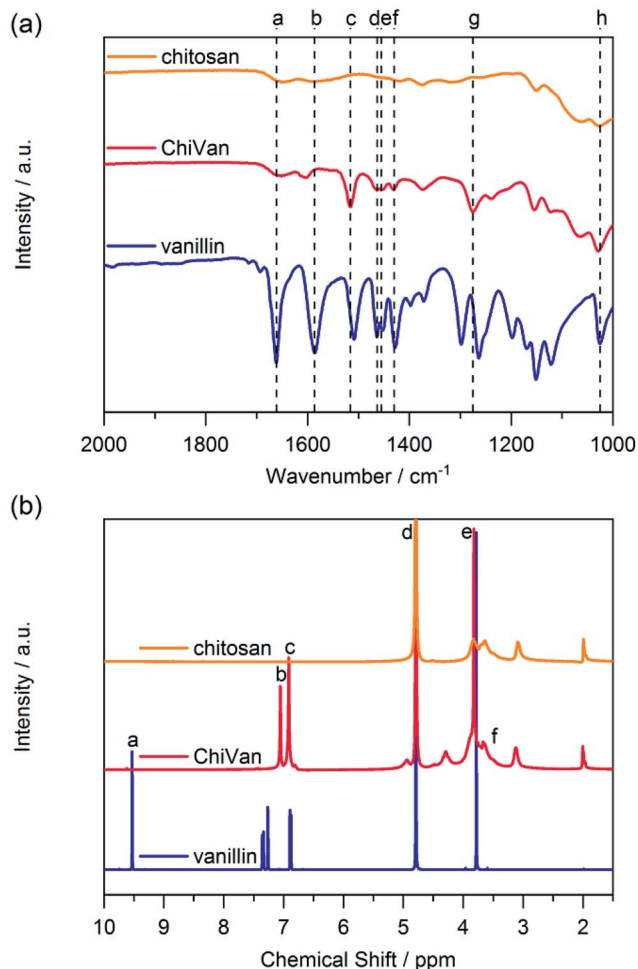 (a)
a b c d e f g h
chitosan
ChiVan
vanillin
Intensity / a.u.
2000 1800 1600 1400 1200 1000
Wavenumber / cm⁻¹
(b)
d e
chitosan
c
b
a
ChiVan
f
vanillin
Intensity / a.u.
10 9 8 7 6 5 4 3 2
Chemical Shift / ppm